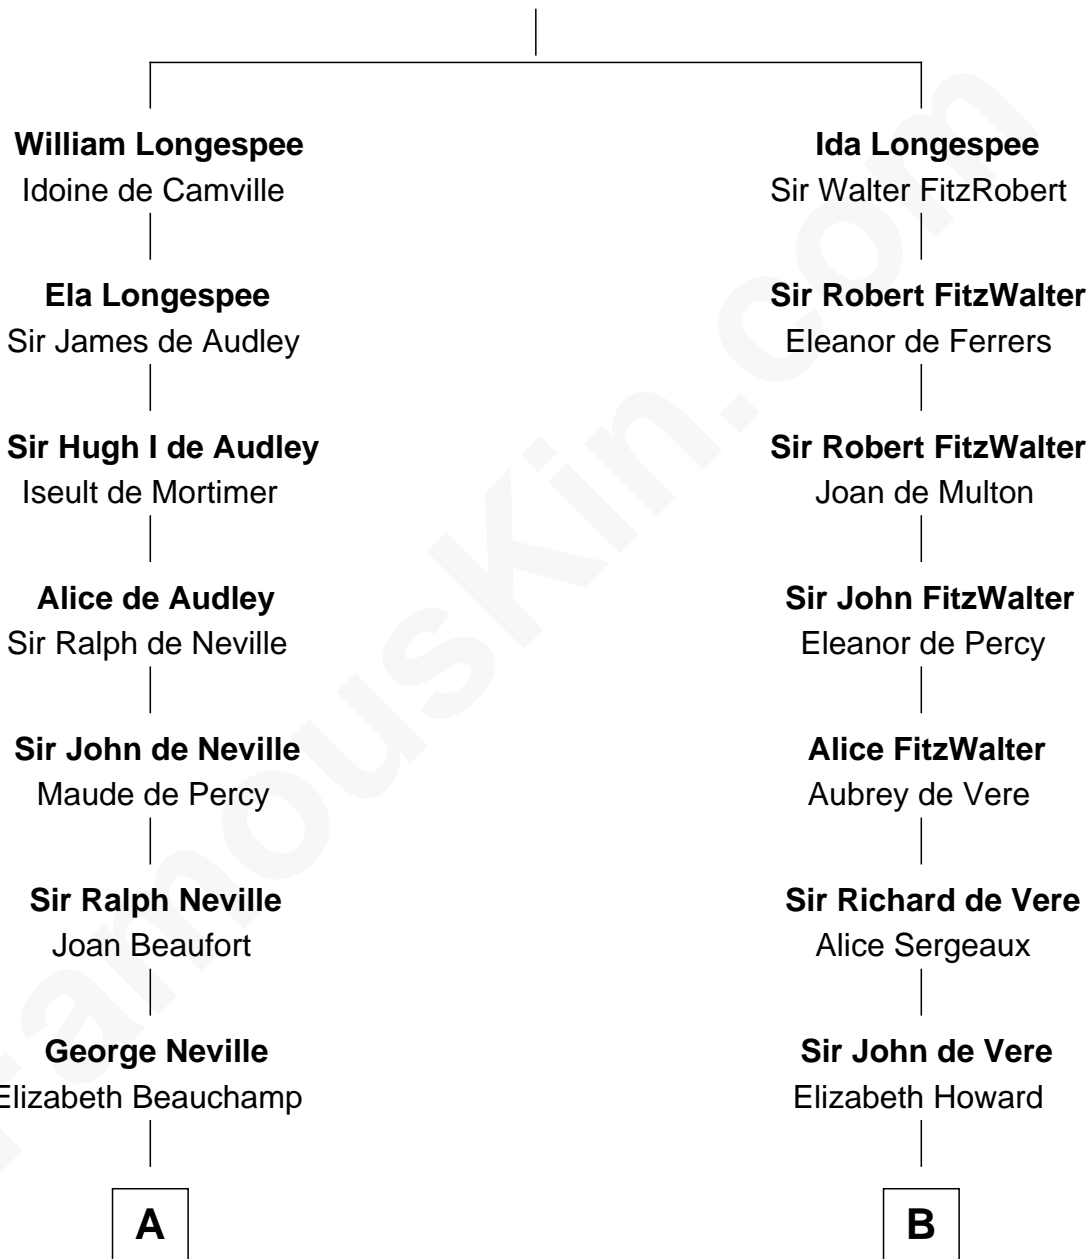 William Longespee
Idoine de Camville
Ela Longespee
Sir James de Audley
Sir Hugh I de Audley
Iseult de Mortimer
Alice de Audley
Sir Ralph de Neville
Sir John de Neville
Maude de Percy
Sir Ralph Neville
Joan Beaufort
George Neville
Elizabeth Beauchamp
A
Ida Longespee
Sir Walter FitzRobert
Sir Robert FitzWalter
Eleanor de Ferrers
Sir Robert FitzWalter
Joan de Multon
Sir John FitzWalter
Eleanor de Percy
Alice FitzWalter
Aubrey de Vere
Sir Richard de Vere
Alice Sergeaux
Sir John de Vere
Elizabeth Howard
B
FamousKin.com